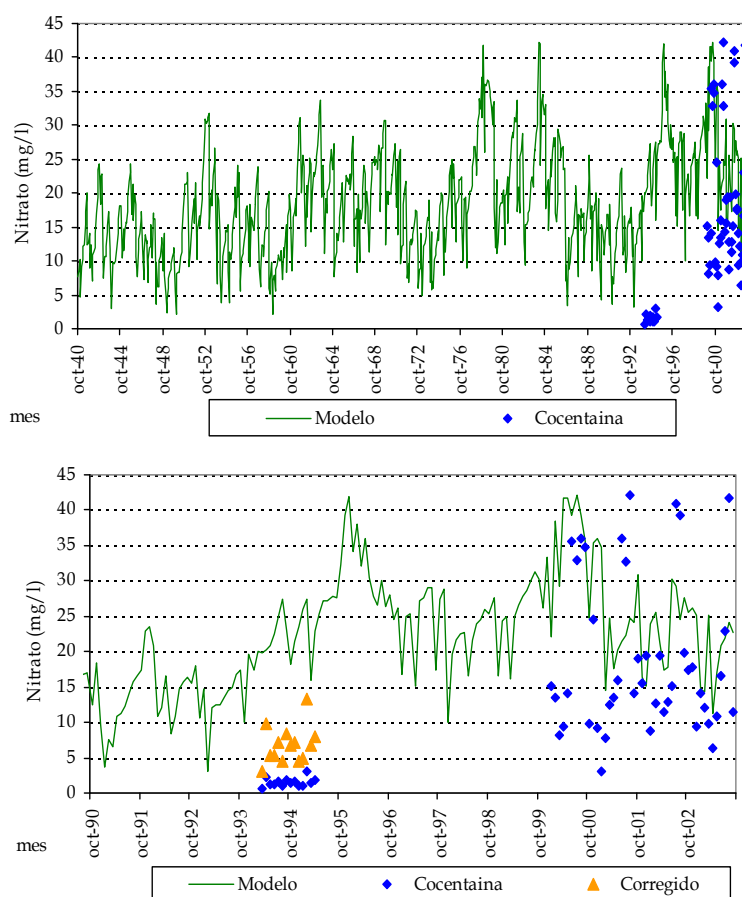 45
40
35
30
25
20
15
10
5
0
Nitrato (mg/l)
oct-40
oct-44
oct-48
oct-52
oct-56
oct-60
oct-64
oct-68
oct-72
oct-76
oct-80
oct-84
oct-88
oct-92
oct-96
oct-00
mes
Modelo Cocentaina
45
40
35
30
25
20
15
10
5
0
Nitrato (mg/l)
oct-90
oct-91
oct-92
oct-93
oct-94
oct-95
oct-96
oct-97
oct-98
oct-99
oct-00
oct-01
oct-02
mes
Modelo Cocentaina Corregido